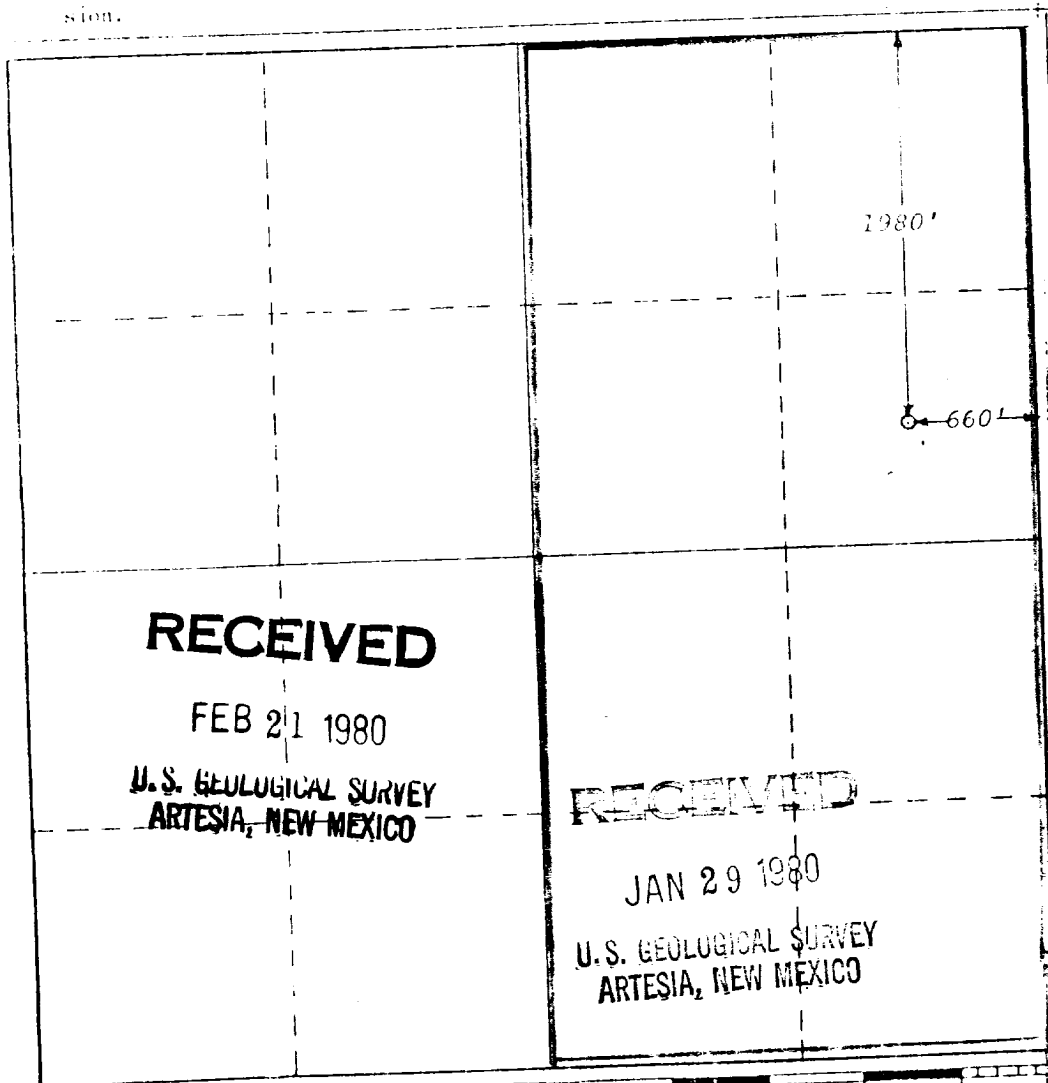 sion.
1980'
660'
RECEIVED
FEB 21 1980
U.S. GEOLOGICAL SURVEY
ARTESIA, NEW MEXICO
RECEIVED
JAN 29 1980
U.S. GEOLOGICAL SURVEY
ARTESIA, NEW MEXICO